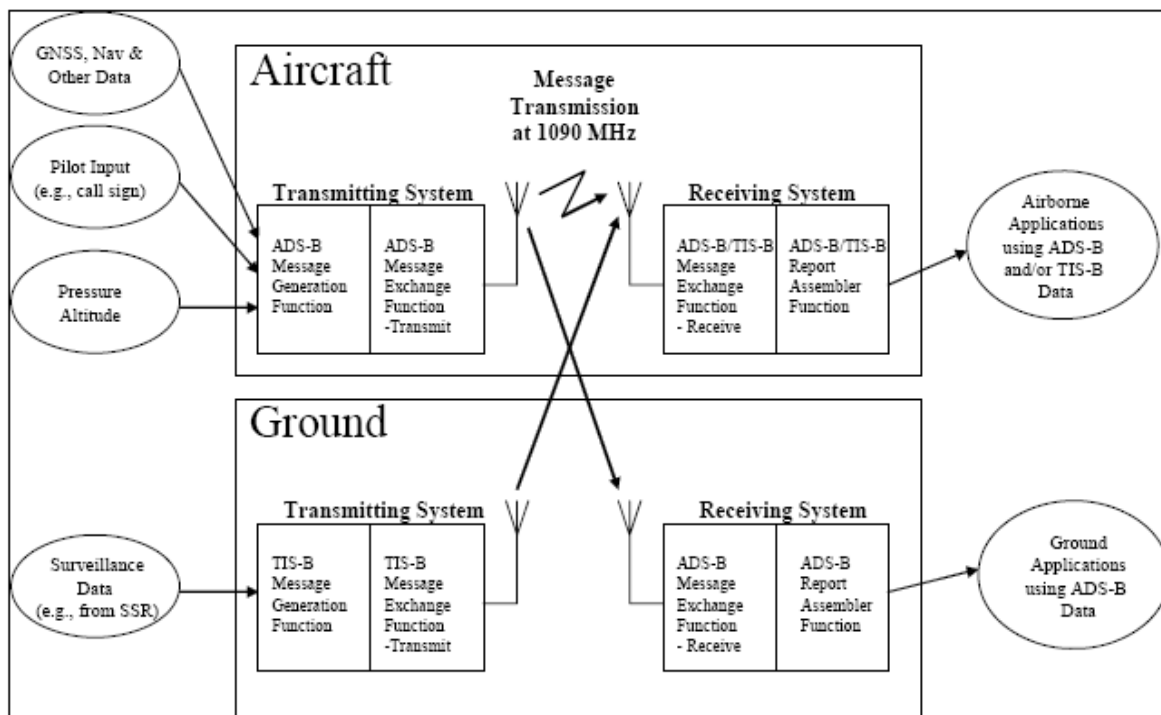 GNSS, Nav &
Other Data
Pilot Input
(e.g., call sign)
Pressure
Altitude
Aircraft
Message
Transmission
at 1090 MHz
Transmitting System
ADS-B
Message
Generation
Function
ADS-B
Message
Exchange
Function
-Transmit
Receiving System
ADS-B/TIS-B
Message
Exchange
Function
- Receive
ADS-B/TIS-B
Report
Assembler
Function
Airborne
Applications
using ADS-B
and/or TIS-B
Data
Ground
Surveillance
Data
(e.g., from SSR)
Transmitting System
TIS-B
Message
Generation
Function
TIS-B
Message
Exchange
Function
-Transmit
Receiving System
ADS-B
Message
Exchange
Function
- Receive
ADS-B
Report
Assembler
Function
Ground
Applications
using ADS-B
Data